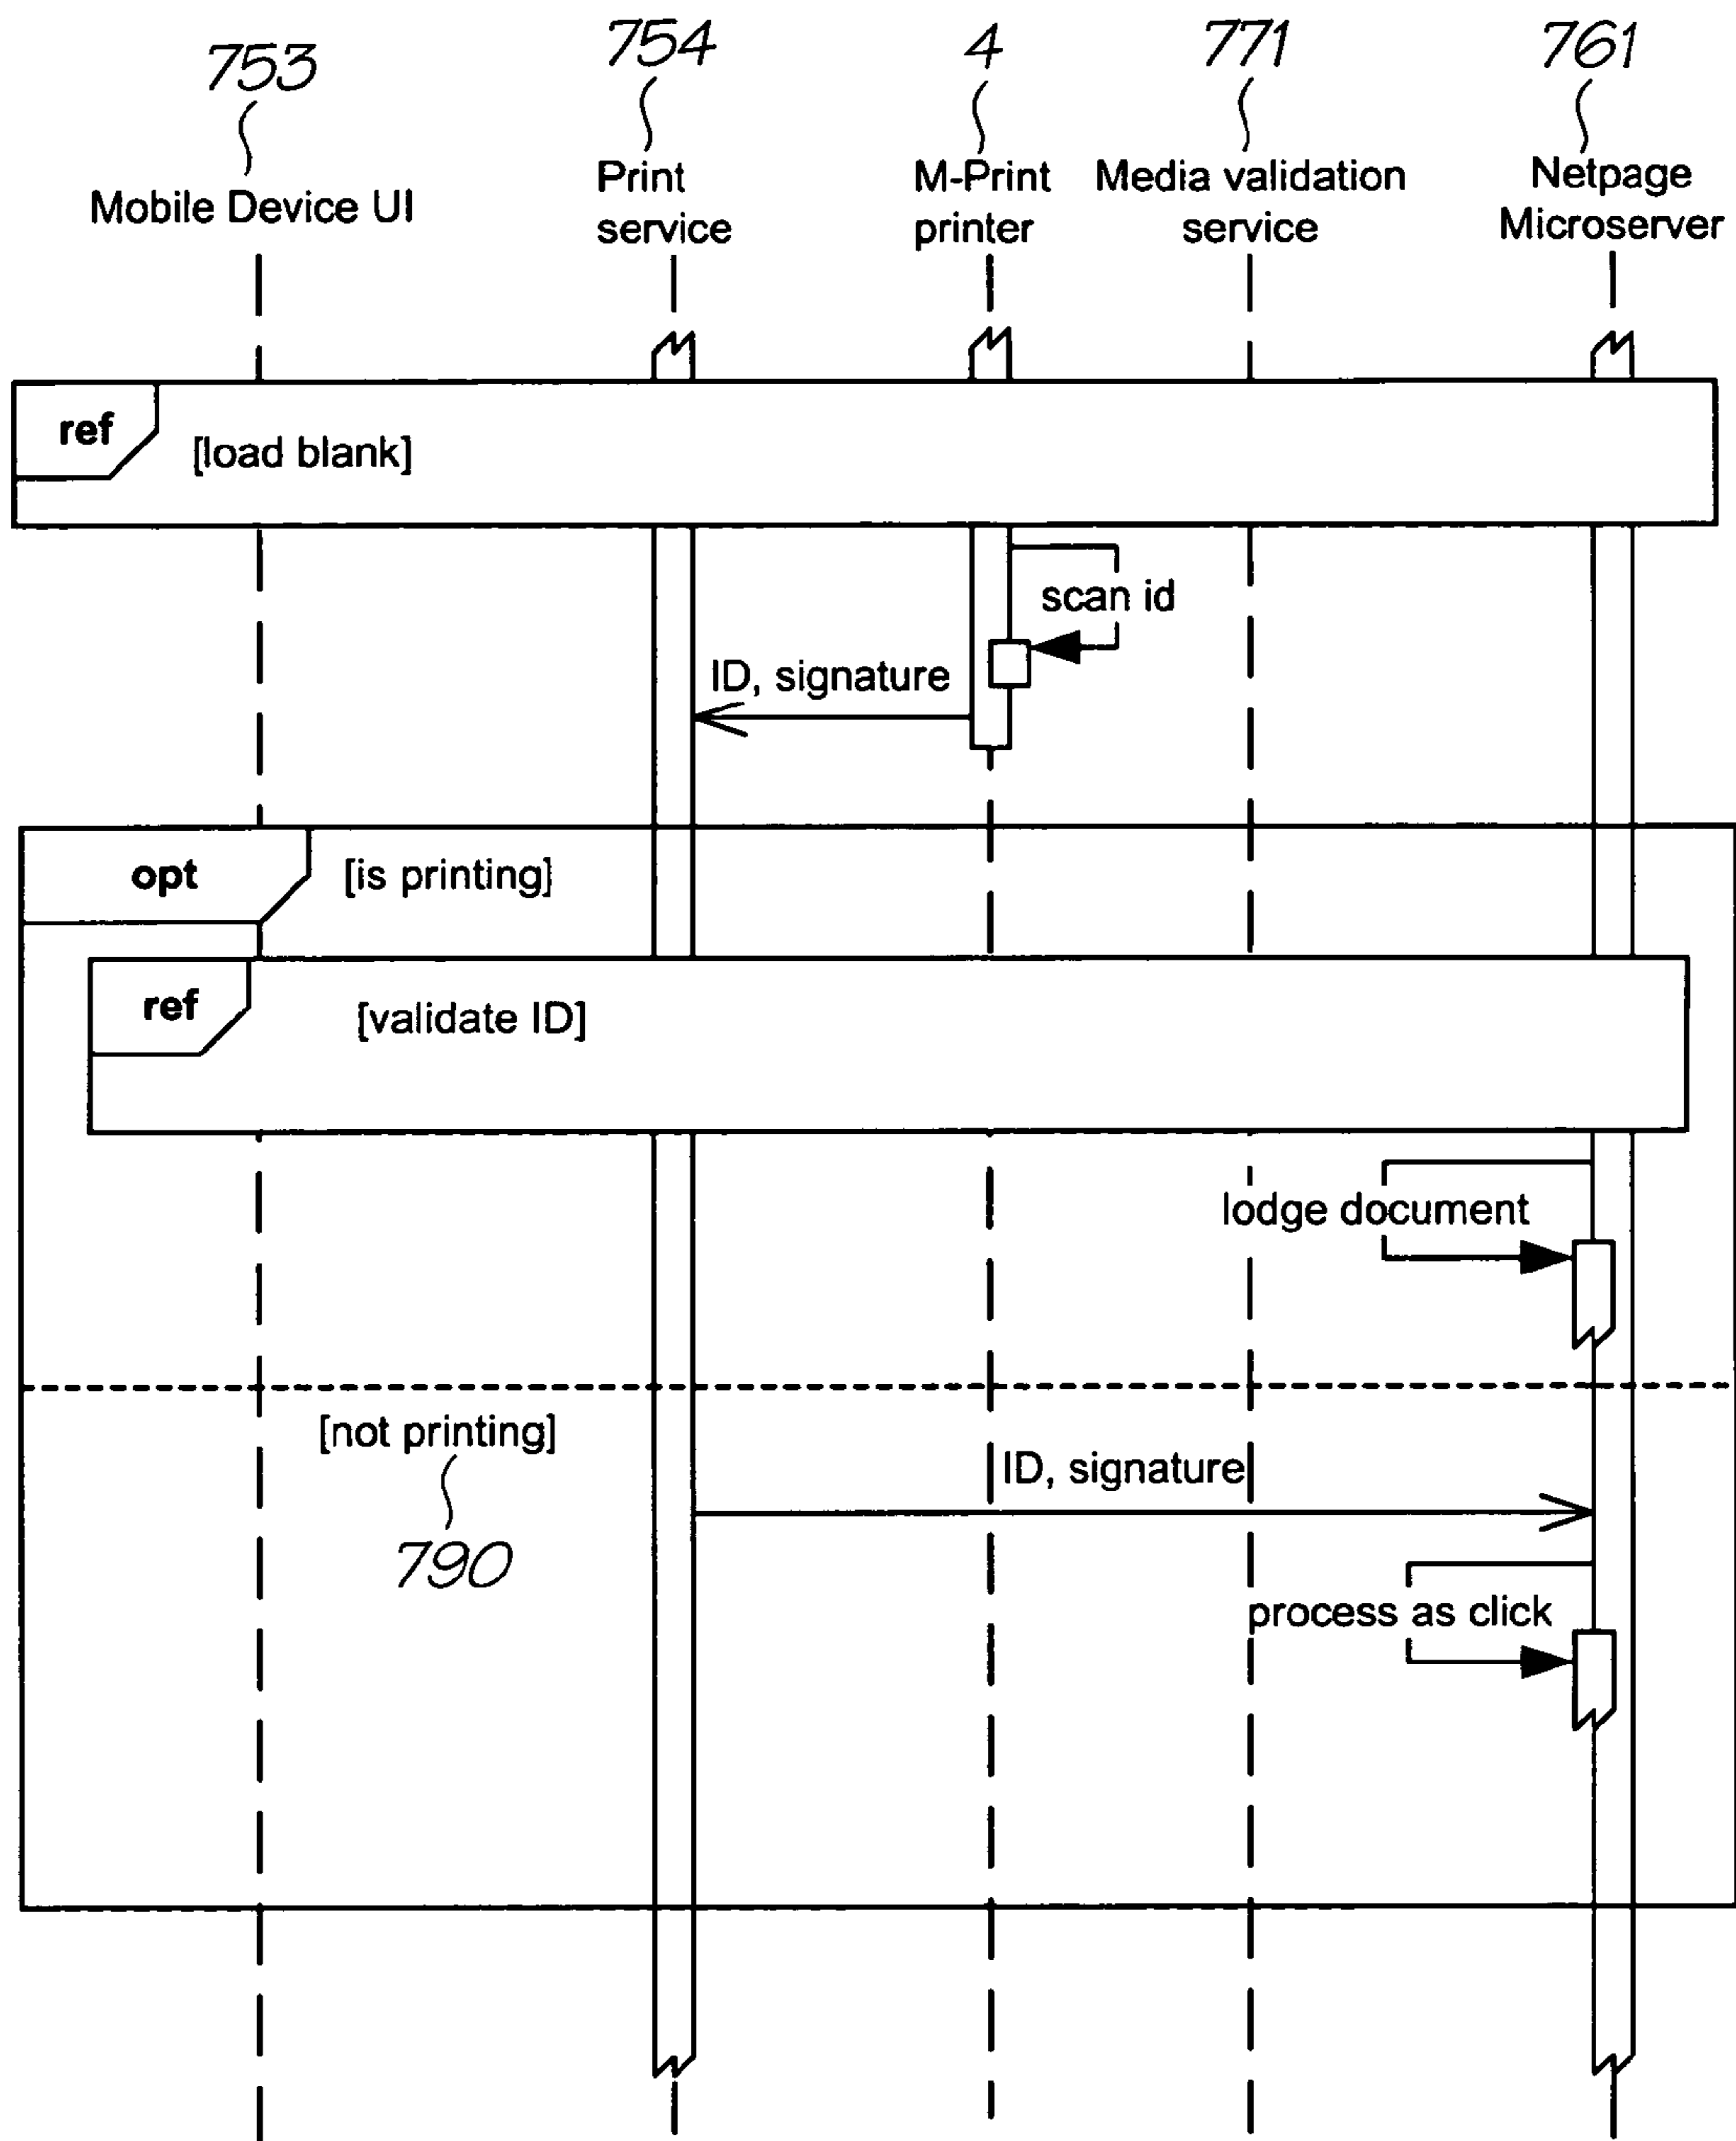 753
754
4
771
761
Mobile Device UI
Print
service
M-Print
printer
Media validation
service
Netpage
Microserver
ref
[load blank]
scan id
ID, signature
opt
[is printing]
ref
[validate ID]
lodge document
[not printing]
790
ID, signature
process as click